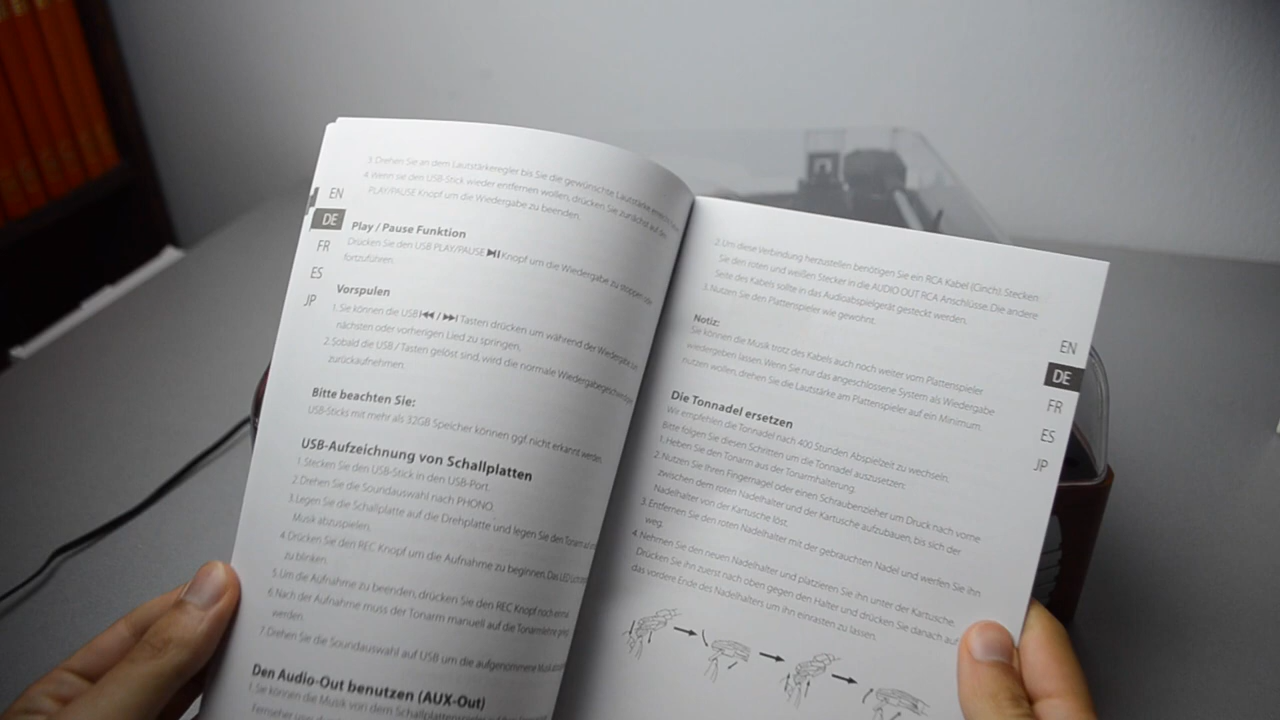 3. Drehen Sie an dem Lautstärkeregler bis Sie die gewünschte Lautstärke
4. Wenn sie den USB-Stick wieder entfernen wollen, drücken Sie zunächst auf den
PLAY/PAUSE Knopf um die Wiedergabe zu beenden.
EN
DE
FR
ES
JP
Play / Pause Funktion
Drücken Sie den USB PLAY/PAUSE Knopf um die Wiedergabe zu stoppen oder
fortzuführen.
Vorspulen
1. Sie können die USB / Tasten drücken um während der Wiedergabe zum
nächsten oder vorherigen Lied zu springen.
2. Sobald die USB / Tasten gelöst sind, wird die normale Wiedergabegeschwindigkeit
zurückaufnehmen.
Bitte beachten Sie:
USB-Sticks mit mehr als 32GB Speicher können ggf. nicht erkannt werden.
USB-Aufzeichnung von Schallplatten
1. Stecken Sie den USB-Stick in den USB-Port.
2. Drehen Sie die Soundauswahl nach PHONO.
3. Legen Sie die Schallplatte auf die Drehplatte und legen Sie den Tonarm auf um
Musik abzuspielen.
4. Drücken Sie den REC Knopf um die Aufnahme zu beginnen. Das LED Licht
zu blinken.
5. Um die Aufnahme zu beenden, drücken Sie den REC Knopf noch einmal
6. Nach der Aufnahme muss der Tonarm manuell auf die Tonarmlehne gelegt
werden.
7. Drehen Sie die Soundauswahl auf USB um die aufgenommene Musik
Den Audio-Out benutzen (AUX-Out)
1. Sie können die Musik von dem Schallplattenspieler
Fernseher usw.
2. Um diese Verbindung herzustellen benötigen Sie ein RCA Kabel (Cinch). Stecken
Sie den roten und weißen Stecker in die AUDIO OUT RCA Anschlüsse. Die andere
Seite des Kabels sollte in das Audioabspielgerät gesteckt werden.
3. Nutzen Sie den Plattenspieler wie gewohnt.
Notiz:
Sie können die Musik trotz des Kabels auch noch weiter vom Plattenspieler
wiedergeben lassen. Wenn Sie nut das angeschlossene System als Wiedergabe
nutzen wollen, drehen Sie die Lautstärke am Plattenspieler auf ein Minimum.
EN
DE
FR
ES
JP
Die Tonnadel ersetzen
Wir empfehlen die Tonnadel nach 400 Stunden Abspielzeit zu wechseln.
Bitte folgen Sie diesen Schritten um die Tonnadel auszusetzen:
1. Heben Sie den Tonarm aus der Tonarmhalterung.
2. Nutzen Sie Ihren Fingernagel oder einen Schraubenzieher um Druck nach vorne
zwischen dem roten Nadelhalter und der Kartusche aufzubauen, bis sich der
Nadelhalter von der Kartusche löst.
3. Entfernen Sie den roten Nadelhalter mit der gebrauchten Nadel und werfen Sie ihn
weg.
4. Nehmen Sie den neuen Nadelhalter und platzieren Sie ihn unter der Kartusche.
Drücken Sie ihn zuerst nach oben gegen den Halter und drücken Sie danach auf
das vordere Ende des Nadelhalters um ihn einrasten zu lassen.